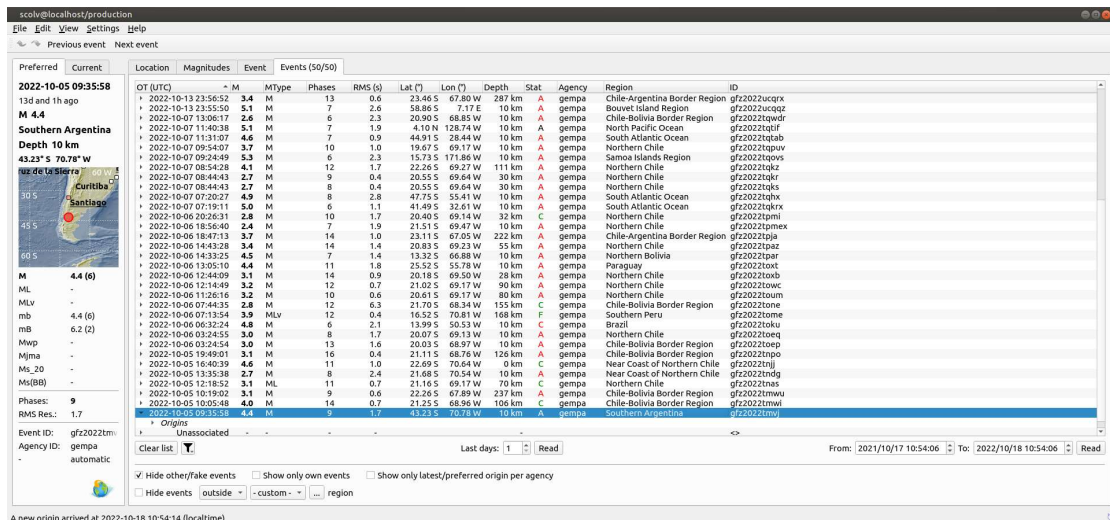 scolv@localhost/production
File Edit View Settings Help
Previous event Next event
Preferred Current
Location Magnitudes Event Events (50/50)
2022-10-05 09:35:58
13d and 1h ago
M 4.4
Southern Argentina
Depth 10 km
43.23° S 70.78° W
ruz de la Sierra 60 W
Curitiba
30 S
Santiago
45 S
60 S
M 4.4 (6)
ML -
MLv -
mb 4.4 (6)
mB 6.2 (2)
Mwp -
Mjma -
Ms_20 -
Ms(BB) -
Phases: 9
RMS Res.: 1.7
Event ID: gfz2022tmv
Agency ID: gempa
- automatic
OT (UTC) M MType Phases RMS (s) Lat (°) Lon (°) Depth Stat Agency Region ID
2022-10-13 23:56:52 3.4 M 13 0.6 23.46 S 67.80 W 287 km A gempa Chile-Argentina Border Region gfz2022ucqrx
2022-10-13 23:55:50 5.1 M 7 2.6 58.86 S 7.17 E 10 km A gempa Bouvet Island Region gfz2022ucqqz
2022-10-07 13:06:17 2.6 M 6 2.3 20.90 S 68.85 W 10 km A gempa Chile-Bolivia Border Region gfz2022tqwdr
2022-10-07 11:40:38 5.1 M 7 1.9 4.10 N 128.74 W 10 km A gempa North Pacific Ocean gfz2022tqtif
2022-10-07 11:31:07 4.6 M 7 0.9 44.91 S 28.44 W 10 km A gempa South Atlantic Ocean gfz2022tqtab
2022-10-07 09:54:07 3.7 M 10 1.0 19.67 S 69.17 W 10 km A gempa Northern Chile gfz2022tqpuv
2022-10-07 09:24:49 5.3 M 6 2.3 15.73 S 171.86 W 10 km A gempa Samoa Islands Region gfz2022tqovs
2022-10-07 08:54:28 4.1 M 12 1.7 22.26 S 69.27 W 111 km A gempa Northern Chile gfz2022tqkz
2022-10-07 08:44:43 2.7 M 9 0.4 20.55 S 69.64 W 30 km A gempa Northern Chile gfz2022tqkr
2022-10-07 08:44:43 2.7 M 8 0.4 20.55 S 69.64 W 30 km A gempa Northern Chile gfz2022tqks
2022-10-07 07:20:27 4.9 M 8 2.8 47.75 S 55.41 W 10 km A gempa South Atlantic Ocean gfz2022tqhx
2022-10-07 07:19:11 5.0 M 6 1.1 41.49 S 32.61 W 10 km A gempa South Atlantic Ocean gfz2022tqkrx
2022-10-06 20:26:31 2.8 M 10 1.7 20.40 S 69.14 W 32 km C gempa Northern Chile gfz2022tpmi
2022-10-06 18:56:40 2.4 M 7 1.9 21.51 S 69.47 W 10 km A gempa Northern Chile gfz2022tpmex
2022-10-06 18:47:13 3.7 M 14 1.0 23.11 S 67.05 W 222 km A gempa Chile-Argentina Border Region gfz2022tpja
2022-10-06 14:43:28 3.4 M 14 1.4 20.83 S 69.23 W 55 km A gempa Northern Chile gfz2022tpaz
2022-10-06 14:33:25 4.5 M 7 1.4 13.32 S 66.88 W 10 km A gempa Northern Bolivia gfz2022tpar
2022-10-06 13:05:10 4.4 M 11 1.8 25.52 S 55.78 W 10 km A gempa Paraguay gfz2022toxt
2022-10-06 12:44:09 3.1 M 14 0.9 20.18 S 69.50 W 28 km A gempa Northern Chile gfz2022toxb
2022-10-06 12:14:49 3.2 M 12 0.7 21.02 S 69.17 W 90 km A gempa Northern Chile gfz2022towc
2022-10-06 11:26:16 3.2 M 10 0.6 20.61 S 69.17 W 80 km A gempa Northern Chile gfz2022toum
2022-10-06 07:44:35 2.8 M 12 6.3 21.70 S 68.34 W 155 km C gempa Chile-Bolivia Border Region gfz2022tone
2022-10-06 07:13:54 3.9 MLv 12 0.4 16.52 S 70.81 W 168 km F gempa Southern Peru gfz2022tome
2022-10-06 06:32:24 4.8 M 6 2.1 13.99 S 50.53 W 10 km C gempa Brazil gfz2022toku
2022-10-06 03:24:55 3.0 M 8 1.7 20.07 S 69.13 W 10 km A gempa Northern Chile gfz2022toeq
2022-10-06 03:24:54 3.0 M 13 1.6 20.03 S 68.97 W 10 km A gempa Chile-Bolivia Border Region gfz2022toep
2022-10-05 19:49:01 3.1 M 16 0.4 21.11 S 68.76 W 126 km A gempa Chile-Bolivia Border Region gfz2022tnpo
2022-10-05 16:40:39 4.6 M 11 1.0 22.69 S 70.64 W 0 km C gempa Near Coast of Northern Chile gfz2022tnjj
2022-10-05 13:35:38 2.7 M 8 2.4 21.68 S 70.54 W 10 km A gempa Near Coast of Northern Chile gfz2022tndg
2022-10-05 12:18:52 3.1 ML 11 0.7 21.16 S 69.17 W 70 km C gempa Northern Chile gfz2022tnas
2022-10-05 10:19:02 3.1 M 9 0.6 22.26 S 67.89 W 237 km A gempa Chile-Bolivia Border Region gfz2022tmwu
2022-10-05 10:05:48 4.0 M 14 0.7 21.25 S 68.96 W 106 km C gempa Chile-Bolivia Border Region gfz2022tmwi
2022-10-05 09:35:58 4.4 M 9 1.7 43.23 S 70.78 W 10 km A gempa Southern Argentina gfz2022tmvj
Origins
Unassociated - - - - - <>
Clear list Last days: 1 Read From: 2021/10/17 10:54:06 To: 2022/10/18 10:54:06 Read
Hide other/fake events Show only own events Show only latest/preferred origin per agency
Hide events outside - custom - ... region
A new origin arrived at 2022-10-18 10:54:14 (localtime)